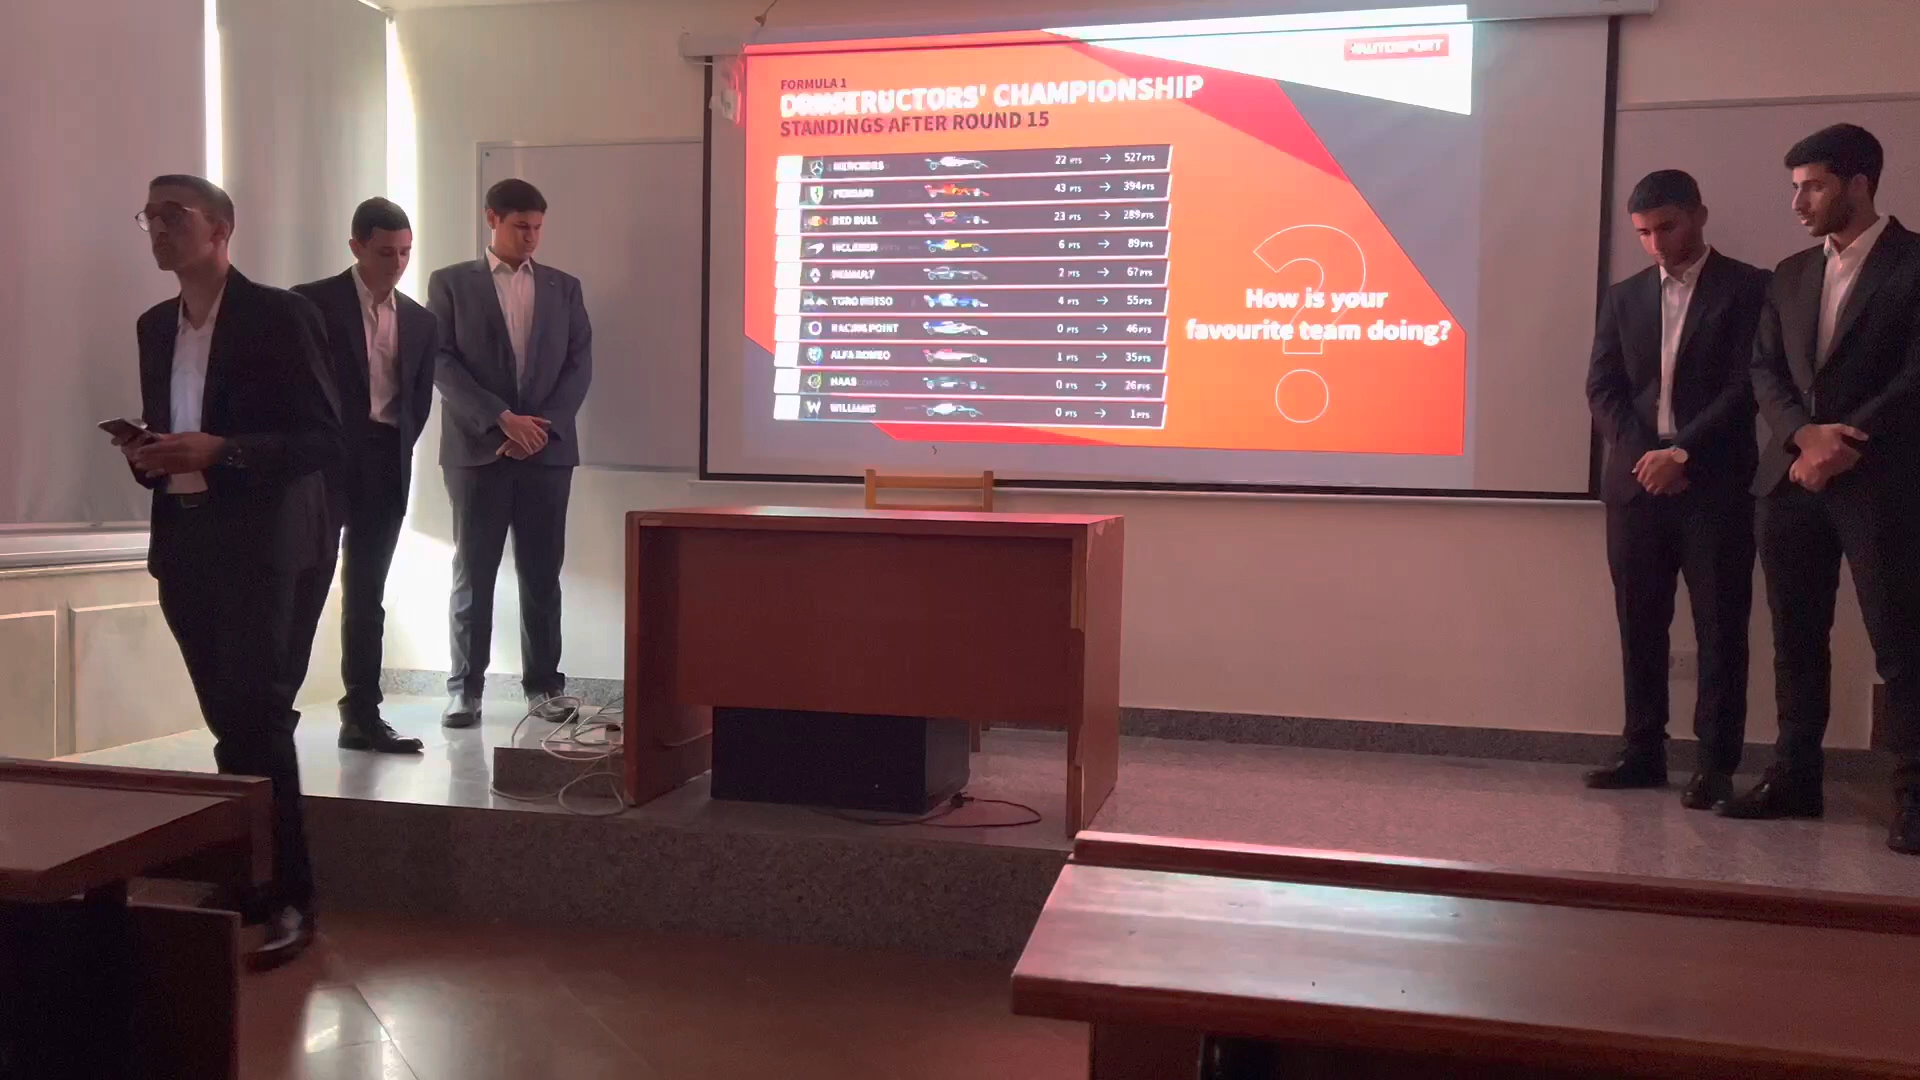 AUTOSPORT
FORMULA 1
CONSTRUCTORS' CHAMPIONSHIP
STANDINGS AFTER ROUND 15
MERCEDES 22 PTS → 527 PTS
FERRARI 43 PTS → 394 PTS
RED BULL 23 PTS → 289 PTS
MCLAREN 6 PTS → 89 PTS
RENAULT 2 PTS → 67 PTS
TORO ROSSO 4 PTS → 55 PTS
RACING POINT 0 PTS → 46 PTS
ALFA ROMEO 1 PTS → 35 PTS
HAAS 0 PTS → 26 PTS
WILLIAMS 0 PTS → 1 PTS
?
How is your
favourite team doing?